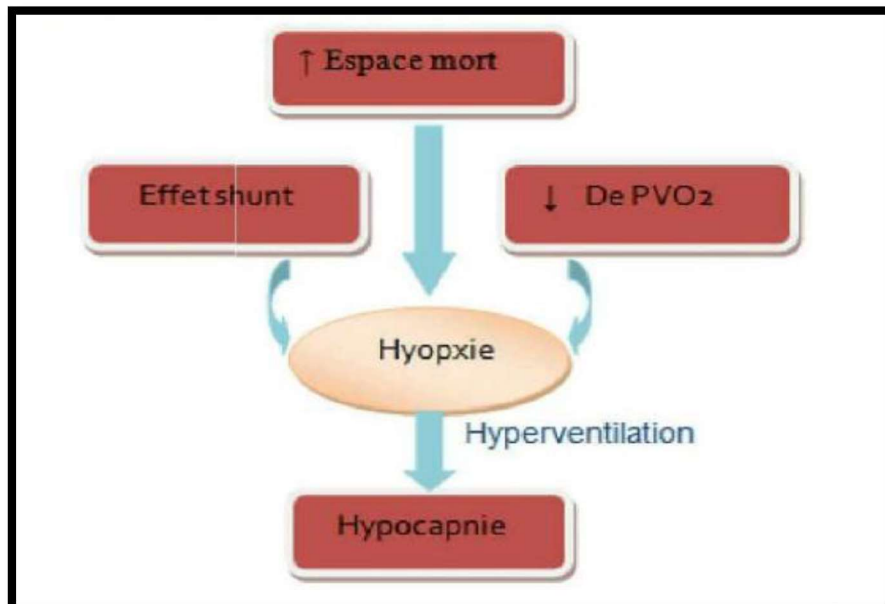 ↑ Espace mort
Effet shunt
↓ De PVO2
Hyopxie
Hyperventilation
Hypocapnie